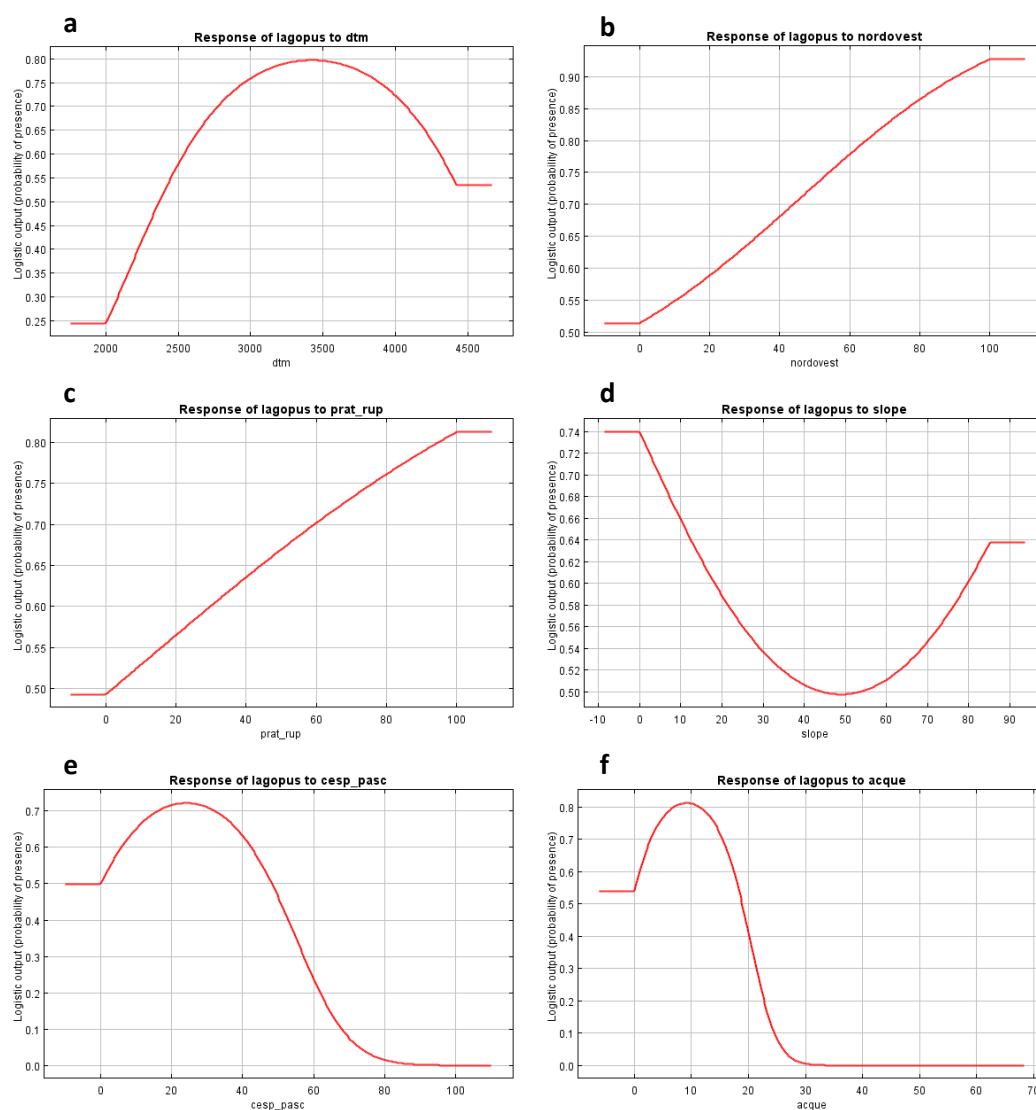 a
Response of lagopus to dtm
Logistic output (probability of presence)
0.80
0.75
0.70
0.65
0.60
0.55
0.50
0.45
0.40
0.35
0.30
0.25
2000 2500 3000 3500 4000 4500
dtm
b
Response of lagopus to nordovest
Logistic output (probability of presence)
0.90
0.85
0.80
0.75
0.70
0.65
0.60
0.55
0.50
0 20 40 60 80 100
nordovest
c
Response of lagopus to prat_rup
Logistic output (probability of presence)
0.80
0.75
0.70
0.65
0.60
0.55
0.50
0 20 40 60 80 100
prat_rup
d
Response of lagopus to slope
Logistic output (probability of presence)
0.74
0.72
0.70
0.68
0.66
0.64
0.62
0.60
0.58
0.56
0.54
0.52
0.50
-10 0 10 20 30 40 50 60 70 80 90
slope
e
Response of lagopus to cesp_pasc
Logistic output (probability of presence)
0.7
0.6
0.5
0.4
0.3
0.2
0.1
0.0
0 20 40 60 80 100
cesp_pasc
f
Response of lagopus to acque
Logistic output (probability of presence)
0.8
0.7
0.6
0.5
0.4
0.3
0.2
0.1
0.0
0 10 20 30 40 50 60 70
acque